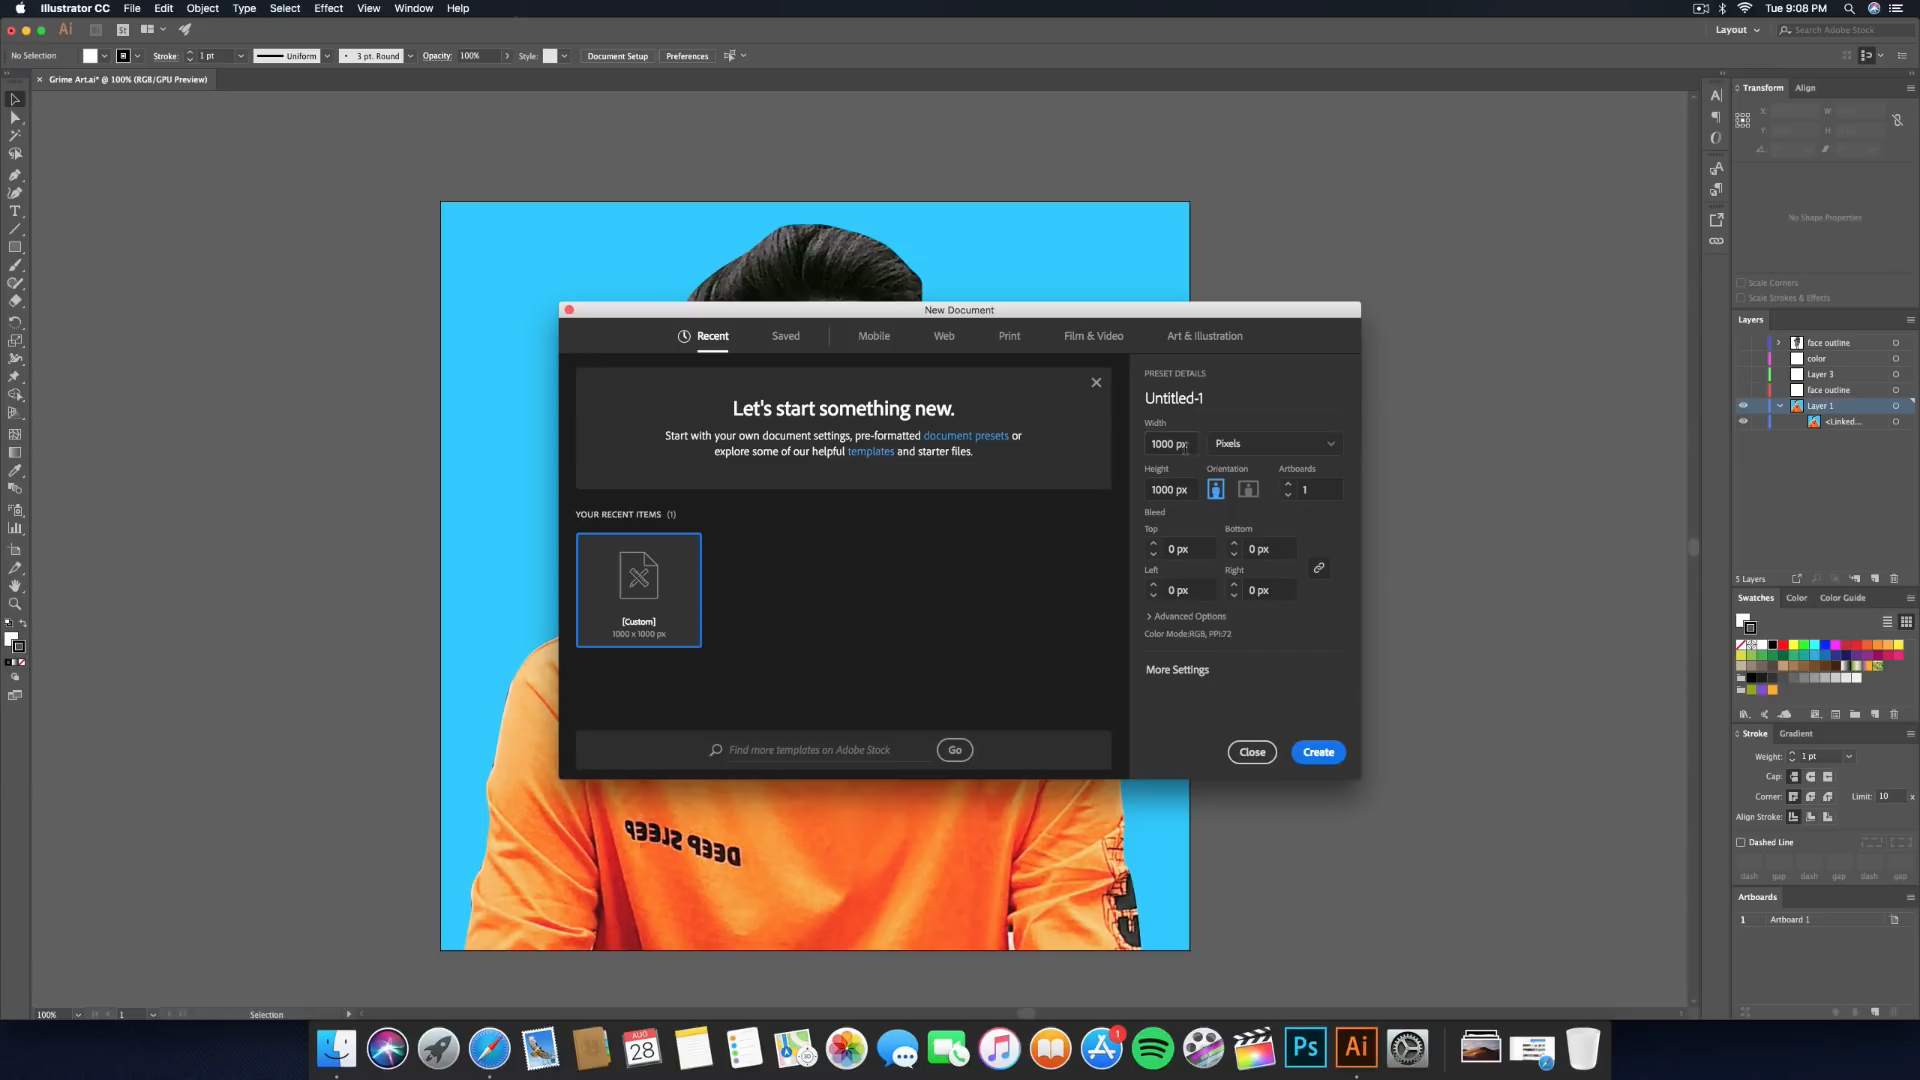 Illustrator CC File Edit Object Type Select Effect View Window Help Tue 9:08 PM
Ai St Layout Search Adobe Stock
No Selection Stroke: 1 pt Uniform 3 pt. Round Opacity: 100% Style: Document Setup Preferences
Grime Art.ai* @ 100% (RGB/GPU Preview)
Transform Align
X: W:
Y: H:
No Shape Properties
Scale Corners
Scale Strokes & Effects
Layers
face outline
color
Layer 3
face outline
Layer 1
<Linked...
5 Layers
Swatches Color Color Guide
Stroke Gradient
Weight: 1 pt
Cap:
Corner: Limit: 10 x
Align Stroke:
Dashed Line
dash gap dash gap dash gap
Artboards
1 Artboard 1
New Document
Recent Saved Mobile Web Print Film & Video Art & Illustration
Let's start something new.
Start with your own document settings, pre-formatted document presets or
explore some of our helpful templates and starter files.
YOUR RECENT ITEMS (1)
[Custom]
1000 x 1000 px
Find more templates on Adobe Stock Go
PRESET DETAILS
Untitled-1
Width
1000 px Pixels
Height Orientation Artboards
1000 px 1
Bleed
Top Bottom
0 px 0 px
Left Right
0 px 0 px
Advanced Options
Color Mode:RGB, PPI:72
More Settings
Close Create
DEEP SLEEP
100% 1 Selection
AUG
28
3D
1
Ps Ai